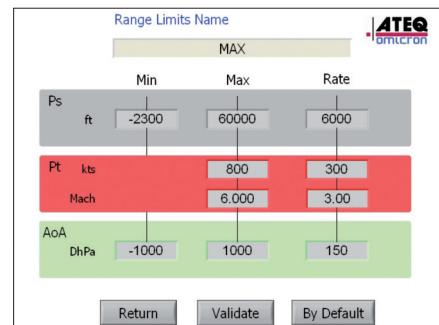 Range Limits Name
ATEQ
omicron
MAX
Min Max Rate
Ps
ft -2300 60000 6000
Pt kts 800 300
Mach 6.000 3.00
AoA
DhPa -1000 1000 150
Return Validate By Default